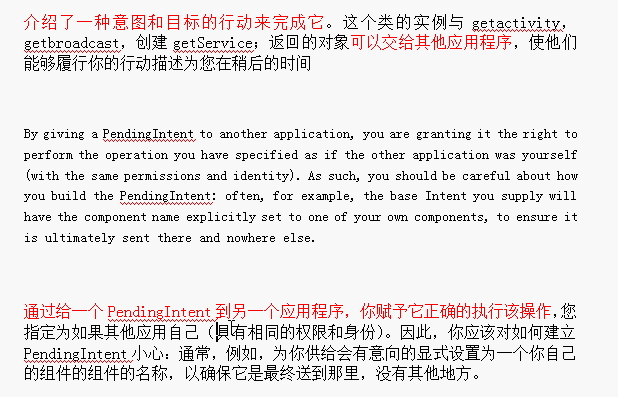 介绍了一种意图和目标的行动来完成它。这个类的实例与 getactivity,
getbroadcast, 创建 getService; 返回的对象可以交给其他应用程序, 使他们
能够履行你的行动描述为您在稍后的时间
By giving a PendingIntent to another application, you are granting it the right to
perform the operation you have specified as if the other application was yourself
(with the same permissions and identity). As such, you should be careful about how
you build the PendingIntent: often, for example, the base Intent you supply will
have the component name explicitly set to one of your own components, to ensure it
is ultimately sent there and nowhere else.
通过给一个 PendingIntent 到另一个应用程序, 你赋予它正确的执行该操作,您
指定为如果其他应用自己（具有相同的权限和身份）。因此, 你应该对如何建立
PendingIntent 小心: 通常, 例如, 为你供给会有意向的显式设置为一个你自己
的组件的组件的名称, 以确保它是最终送到那里, 没有其他地方。